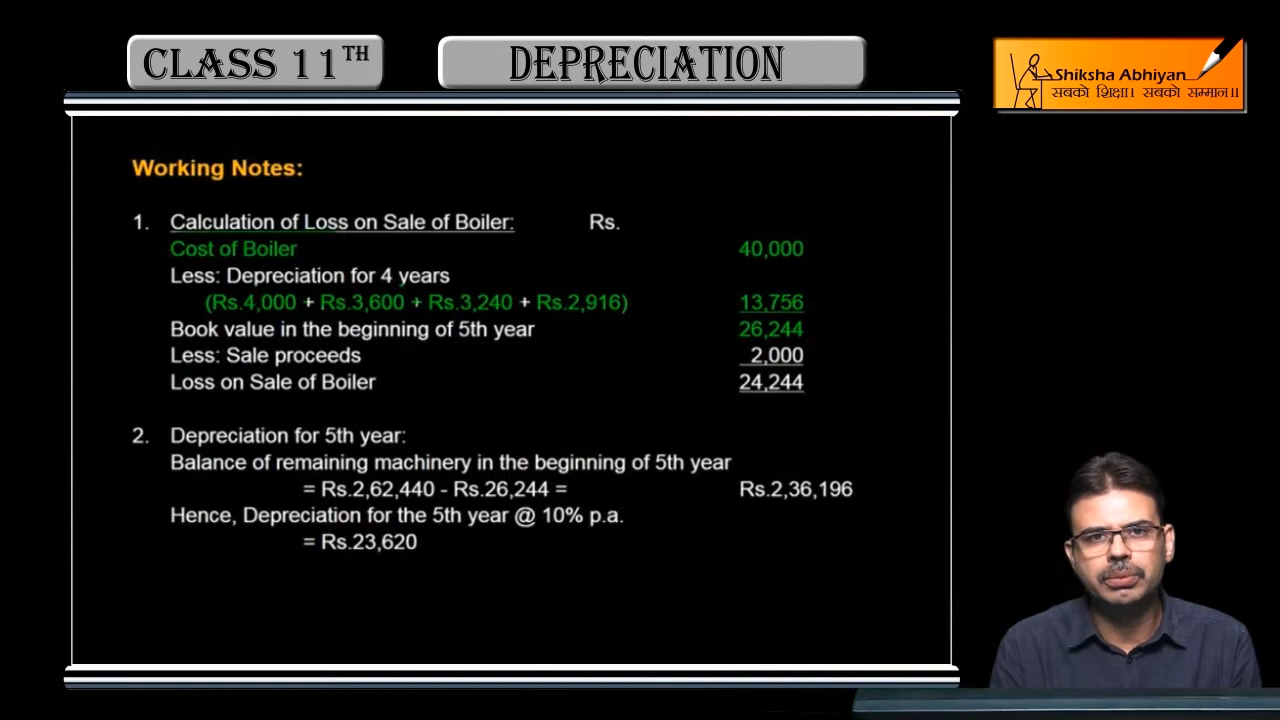 CLASS 11TH
DEPRECIATION
Shiksha Abhiyan
सबको शिक्षा। सबको सम्मान॥
Working Notes:
1. Calculation of Loss on Sale of Boiler: Rs.
Cost of Boiler 40,000
Less: Depreciation for 4 years
(Rs.4,000 + Rs.3,600 + Rs.3,240 + Rs.2,916) 13,756
Book value in the beginning of 5th year 26,244
Less: Sale proceeds 2,000
Loss on Sale of Boiler 24,244
2. Depreciation for 5th year:
Balance of remaining machinery in the beginning of 5th year
= Rs.2,62,440 - Rs.26,244 = Rs.2,36,196
Hence, Depreciation for the 5th year @ 10% p.a.
= Rs.23,620